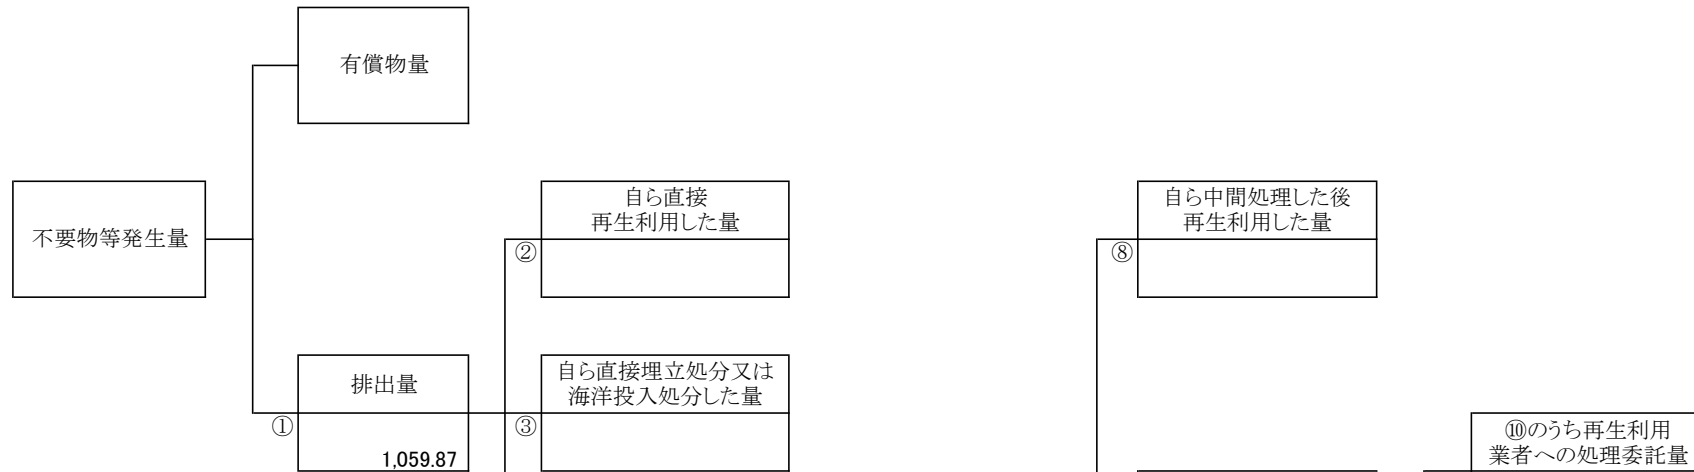 有償物量
不要物等発生量
自ら直接
再生利用した量
②
自ら中間処理した後
再生利用した量
⑧
排出量
①
1,059.87
自ら直接埋立処分又は
海洋投入処分した量
③
⑩のうち再生利用
業者への処理委託量